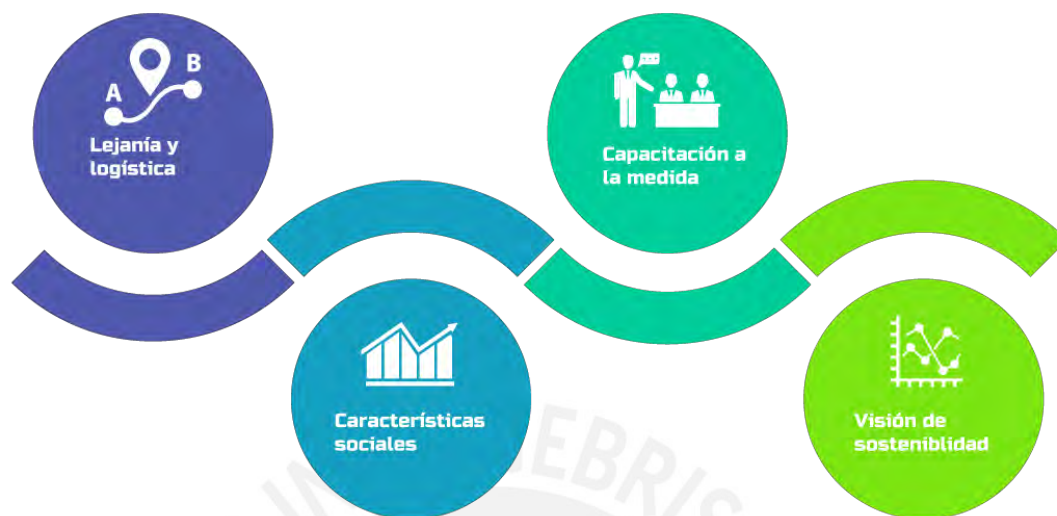 A
B
Lejanía y
logística
Capacitación a
la medida
Características
sociales
Visión de
sosteniblidad